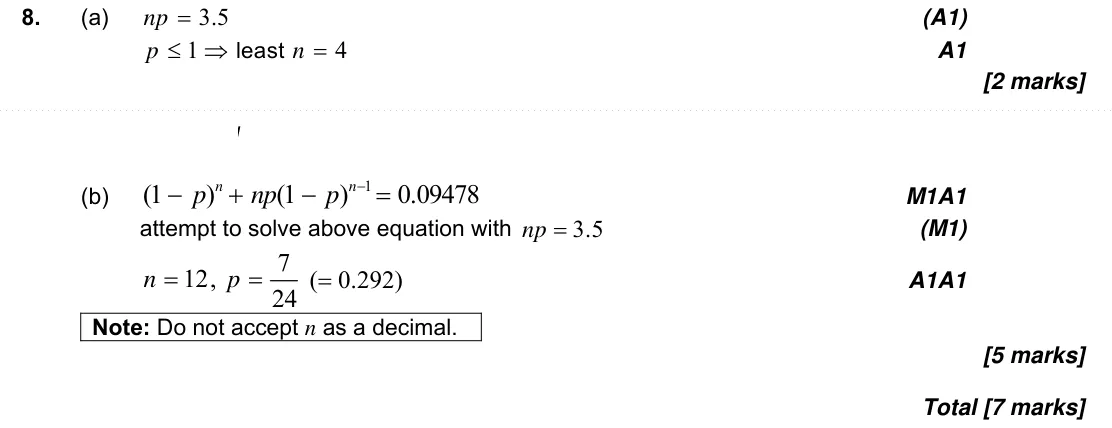 8. (a) np = 3.5 (A1)
p ≤ 1 ⇒ least n = 4 A1
[2 marks]
(b) (1 − p)ⁿ + np(1 − p)ⁿ⁻¹ = 0.09478 M1A1
attempt to solve above equation with np = 3.5 (M1)
n = 12, p = 7/24 (= 0.292) A1A1
Note: Do not accept n as a decimal.
[5 marks]
Total [7 marks]